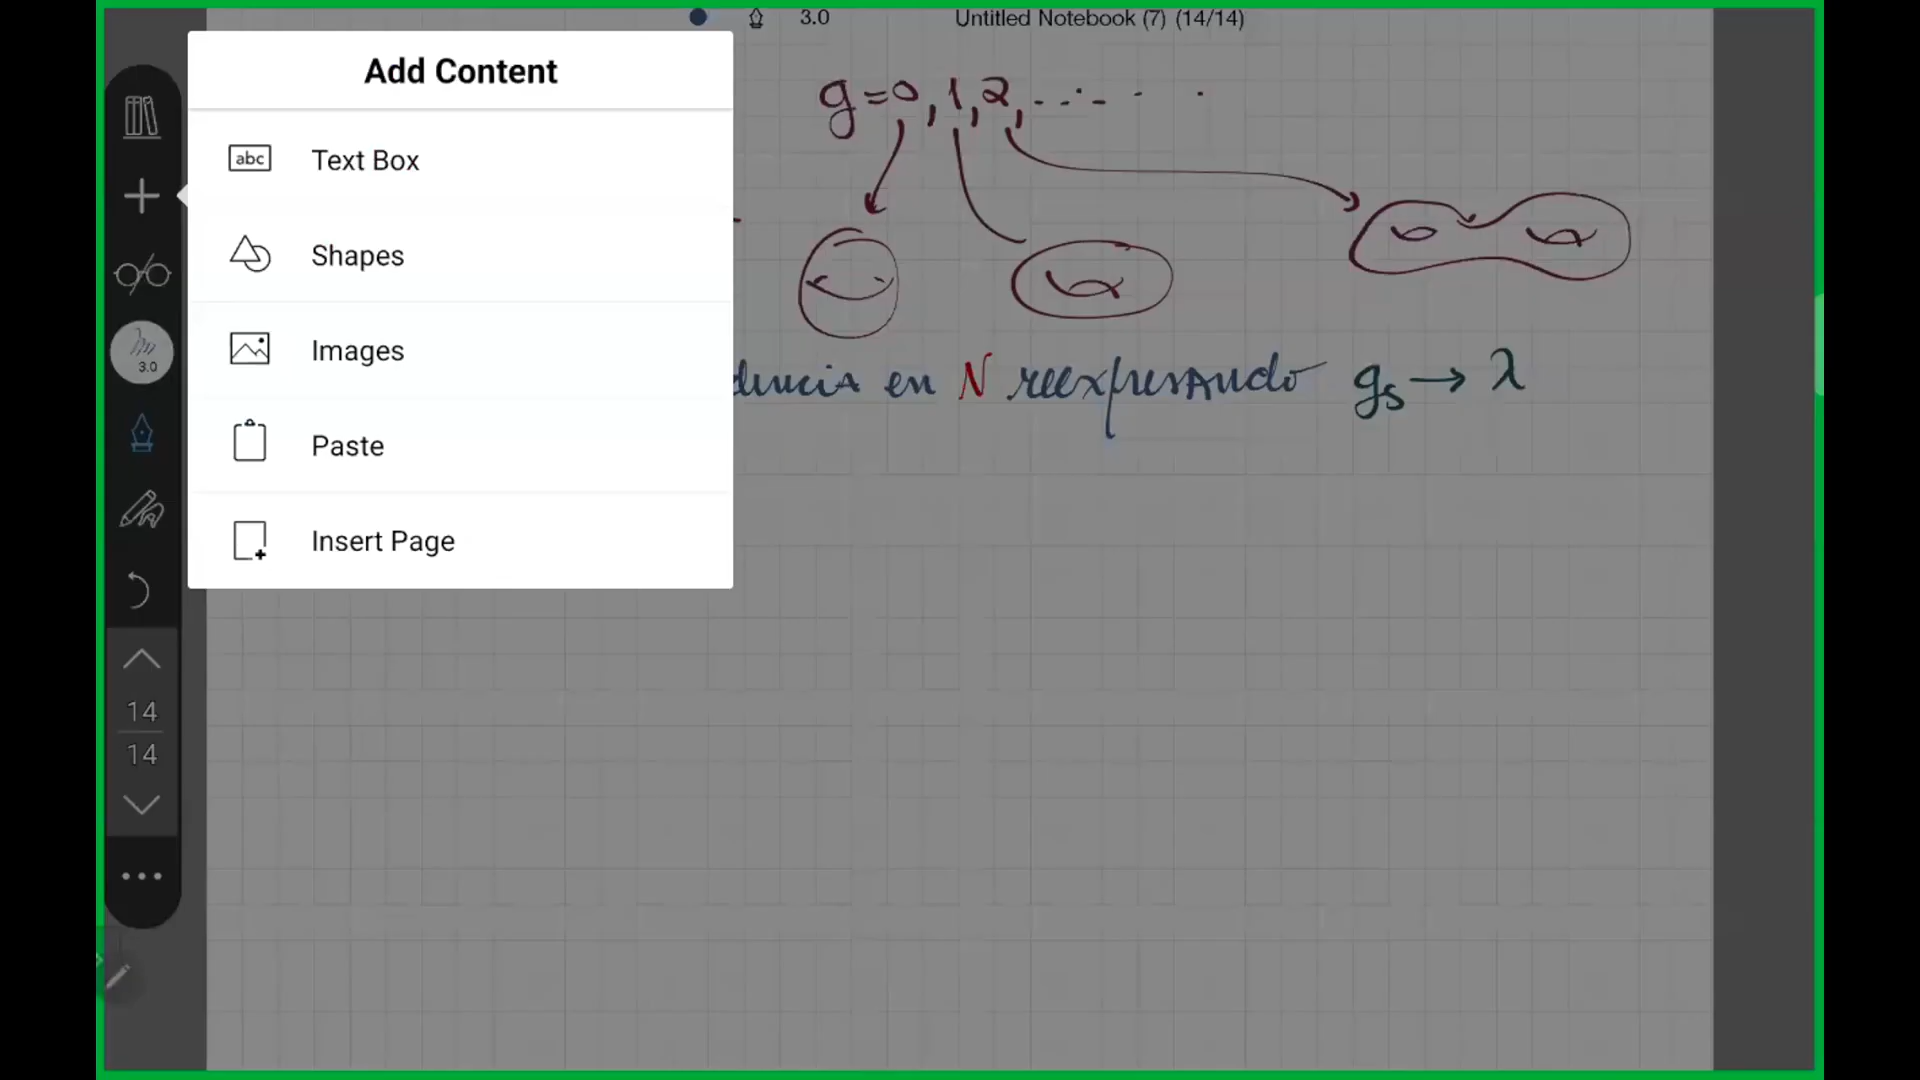 3.0 Untitled Notebook (7) (14/14)
Add Content
abc Text Box
Shapes
Images
Paste
Insert Page
3.0
14
14
g=0,1,2,.......
en N reexpresando gs→λ